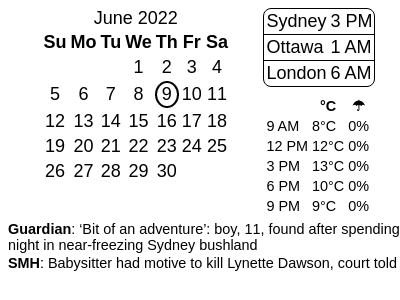 June 2022
Su Mo Tu We Th Fr Sa
1 2 3 4
5 6 7 8 9 10 11
12 13 14 15 16 17 18
19 20 21 22 23 24 25
26 27 28 29 30
Sydney 3 PM
Ottawa 1 AM
London 6 AM
°C ☂
9 AM 8°C 0%
12 PM 12°C 0%
3 PM 13°C 0%
6 PM 10°C 0%
9 PM 9°C 0%
Guardian: ‘Bit of an adventure’: boy, 11, found after spending
night in near-freezing Sydney bushland
SMH: Babysitter had motive to kill Lynette Dawson, court told